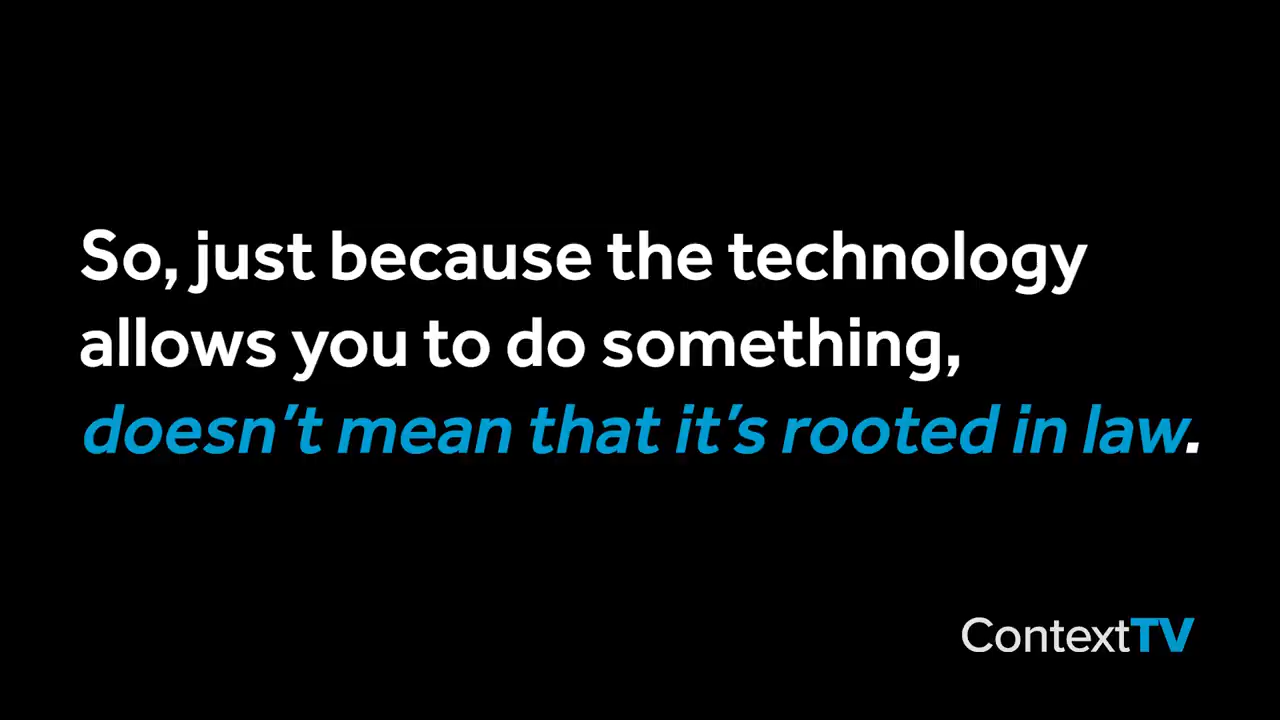 So, just because the technology
allows you to do something,
doesn’t mean that it’s rooted in law.
ContextTV